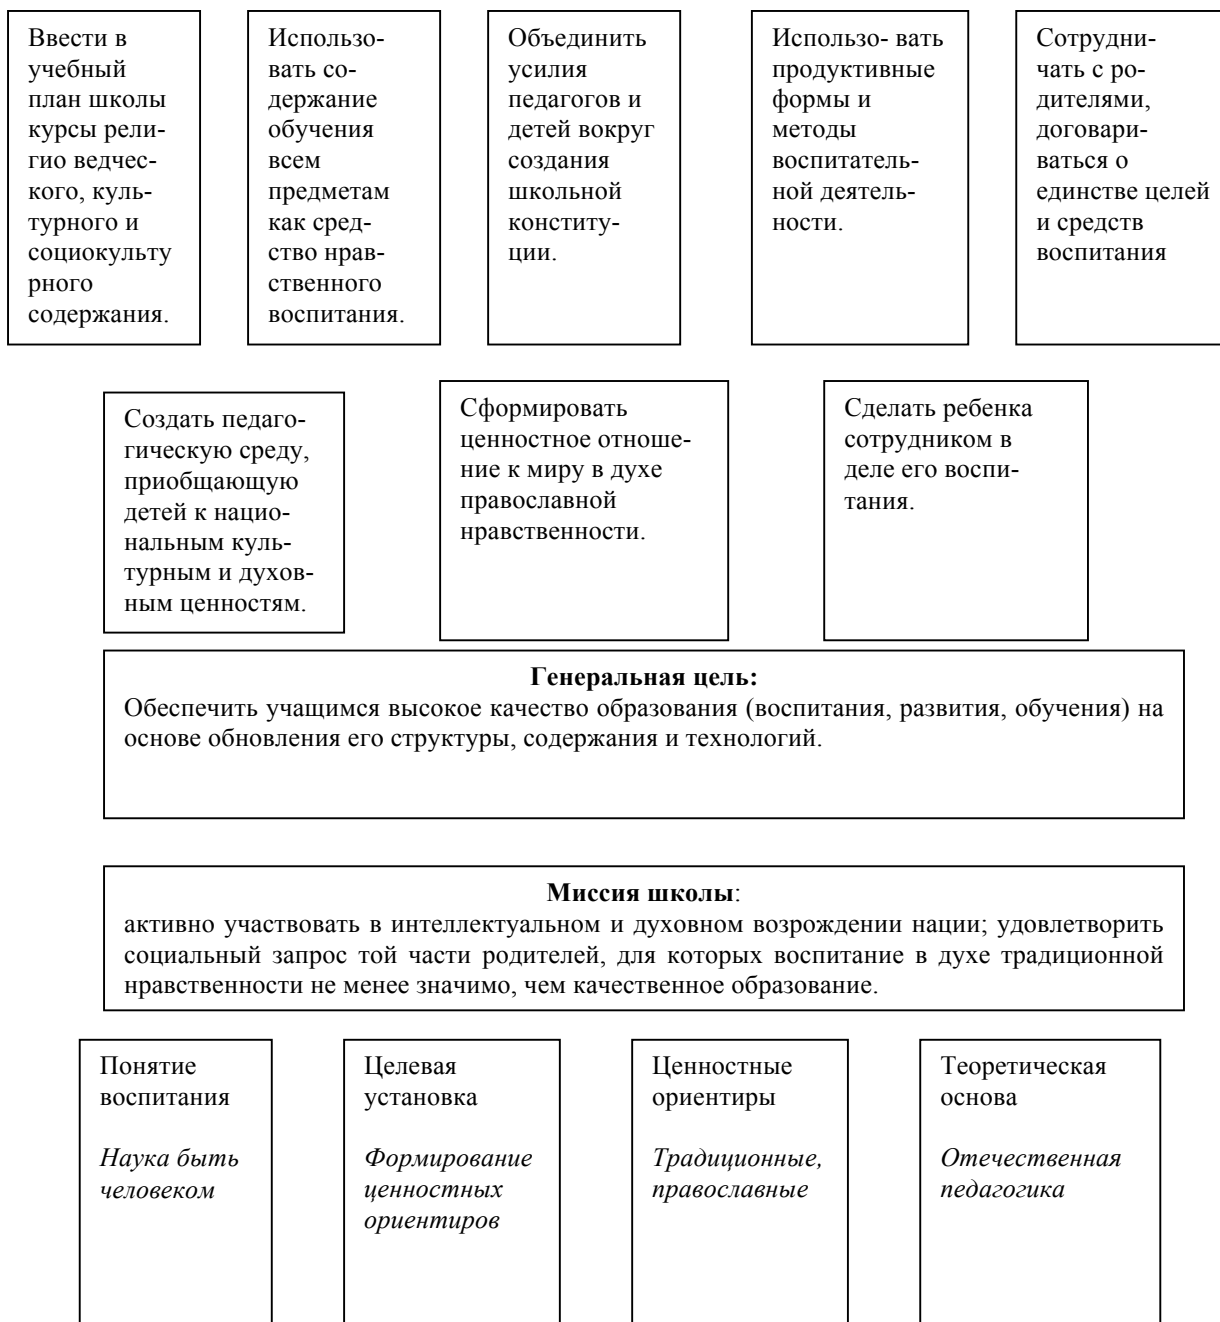 Ввести в
учебный
план школы
курсы рели-
гио ведчес-
кого, куль-
турного и
социокульту
рного
содержания.
Использо-
вать со-
держание
обучения
всем
предметам
как сред-
ство нрав-
ственного
воспитания.
Объединить
усилия
педагогов и
детей вокруг
создания
школьной
конститу-
ции.
Использо- вать
продуктивные
формы и
методы
воспитатель-
ной деятель-
ности.
Сотрудни-
чать с ро-
дителями,
договари-
ваться о
единстве целей
и средств
воспитания
Создать педаго-
гическую среду,
приобщающую
детей к нацио-
нальным куль-
турным и духов-
ным ценностям.
Сформировать
ценностное отноше-
ние к миру в духе
православной
нравственности.
Сделать ребенка
сотрудником в
деле его воспи-
тания.
Генеральная цель:
Обеспечить учащимся высокое качество образования (воспитания, развития, обучения) на
основе обновления его структуры, содержания и технологий.
Миссия школы:
активно участвовать в интеллектуальном и духовном возрождении нации; удовлетворить
социальный запрос той части родителей, для которых воспитание в духе традиционной
нравственности не менее значимо, чем качественное образование.
Понятие
воспитания
Наука быть
человеком
Целевая
установка
Формирование
ценностных
ориентиров
Ценностные
ориентиры
Традиционные,
православные
Теоретическая
основа
Отечественная
педагогика